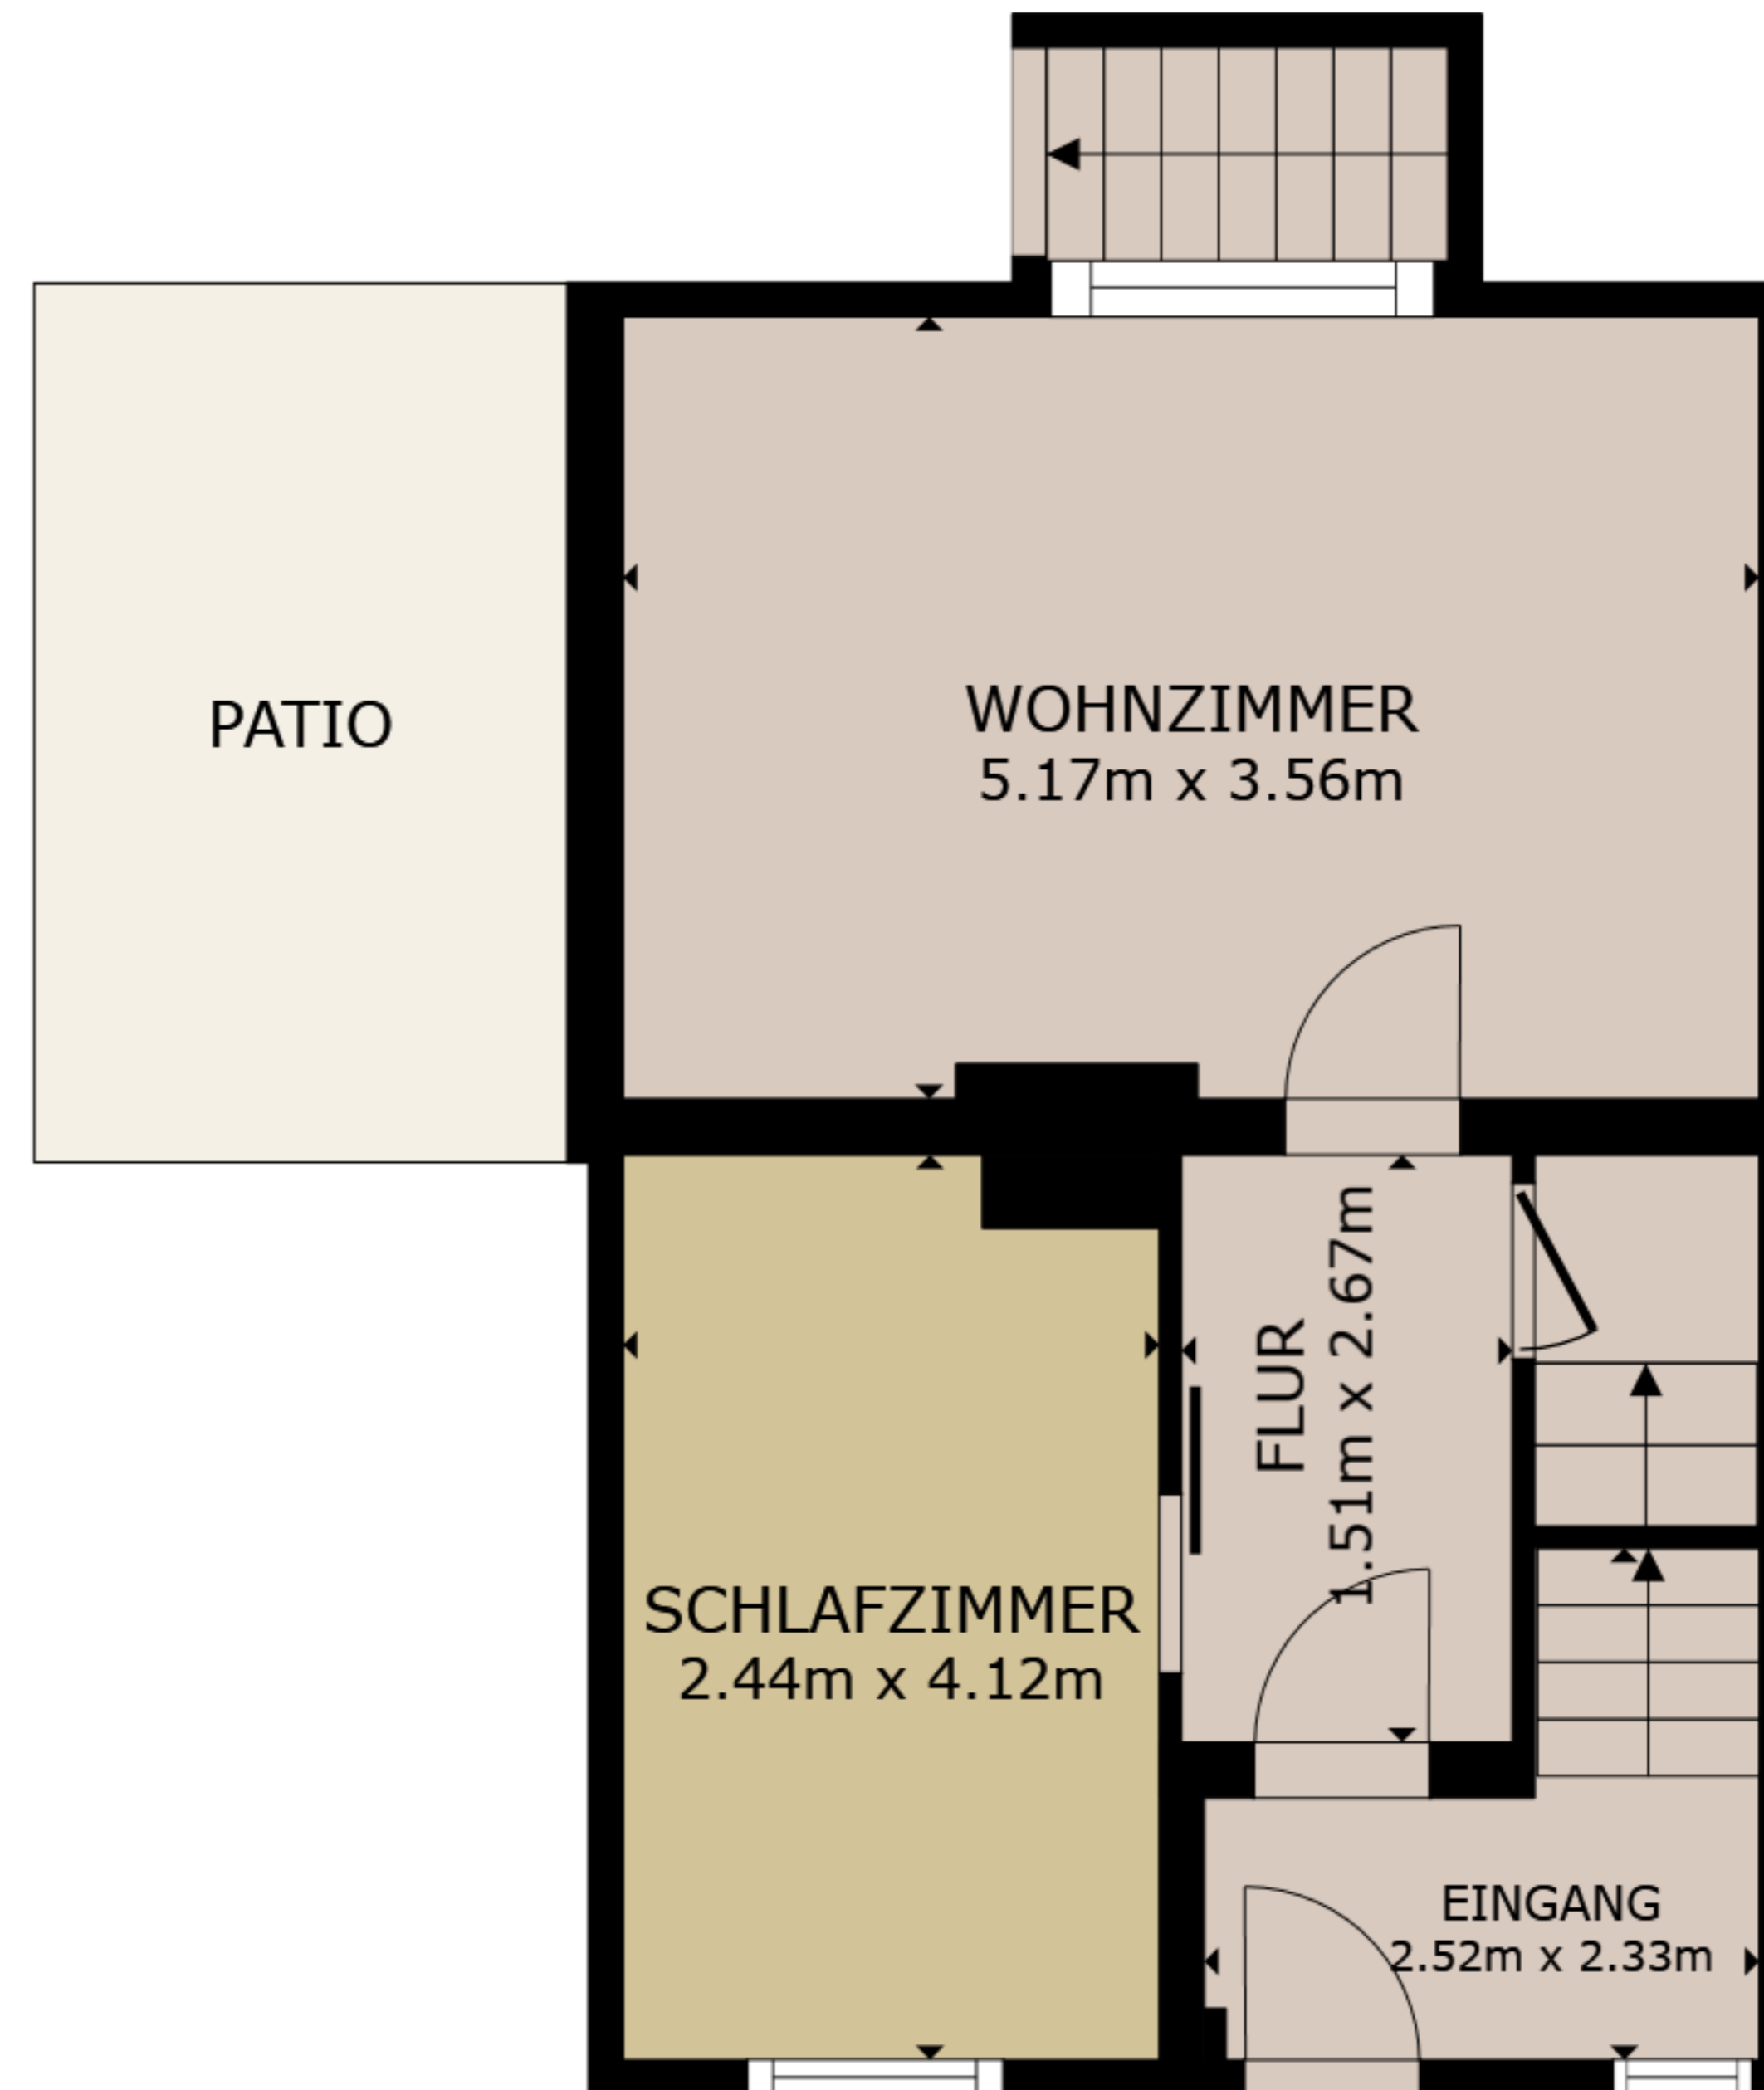 WOHNZIMMER
5.17m x 3.56m
PATIO
FLUR
1.51m x 2.67m
SCHLAFZIMMER
2.44m x 4.12m
EINGANG
2.52m x 2.33m